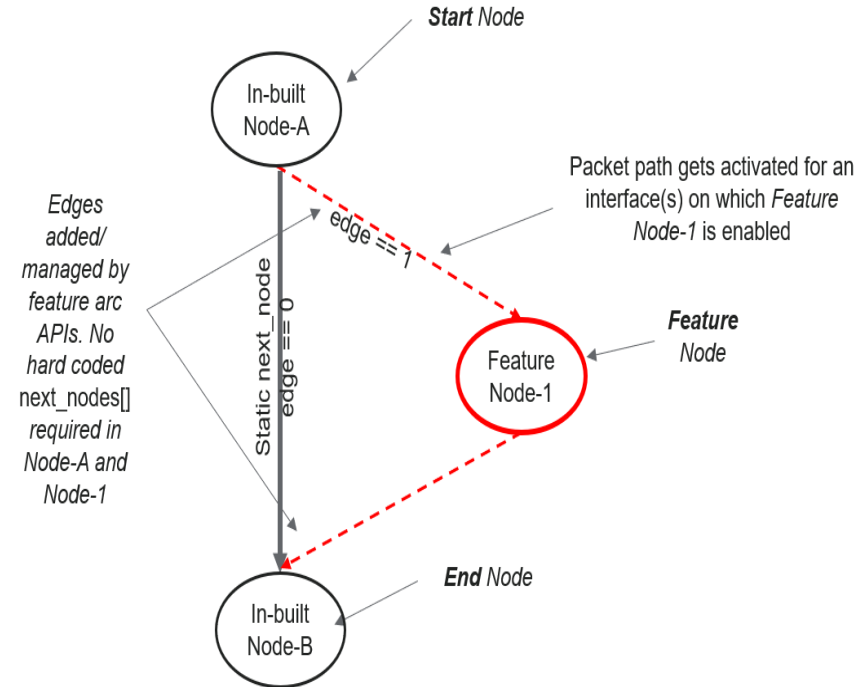 Start Node
In-built
Node-A
Packet path gets activated for an
interface(s) on which Feature
Node-1 is enabled
Edges
added/
managed by
feature arc
APIs. No
hard coded
next_nodes[]
required in
Node-A and
Node-1
edge == 1
Static next_node
edge == 0
Feature
Node
Feature
Node-1
End Node
In-built
Node-B